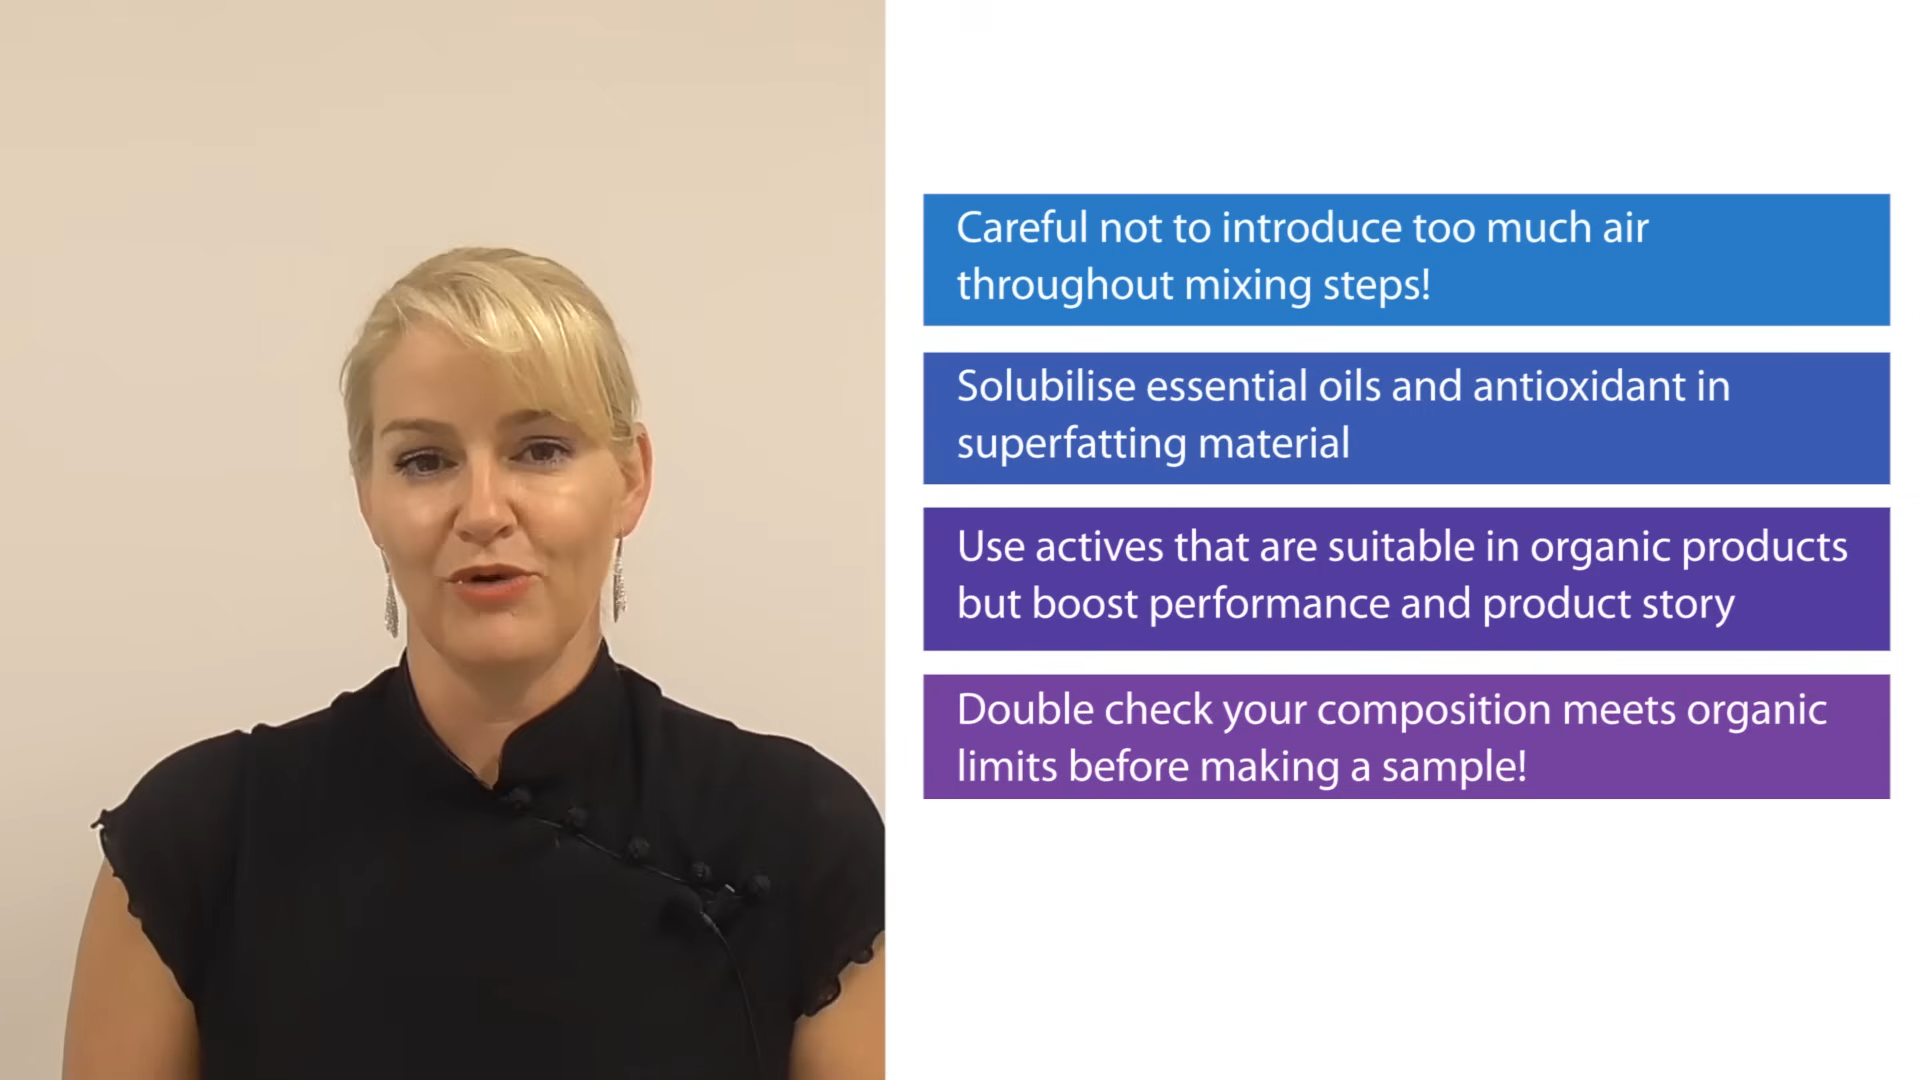 Careful not to introduce too much air
throughout mixing steps!
Solubilise essential oils and antioxidant in
superfatting material
Use actives that are suitable in organic products
but boost performance and product story
Double check your composition meets organic
limits before making a sample!